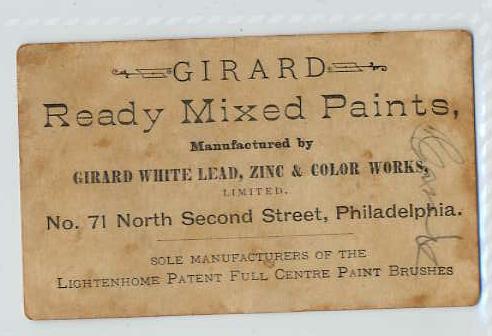 GIRARD
Ready Mixed Paints,
Manufactured by
GIRARD WHITE LEAD, ZINC & COLOR WORKS,
LIMITED.
No. 71 North Second Street, Philadelphia.
SOLE MANUFACTURERS OF THE
LIGHTENHOME PATENT FULL CENTRE PAINT BRUSHES